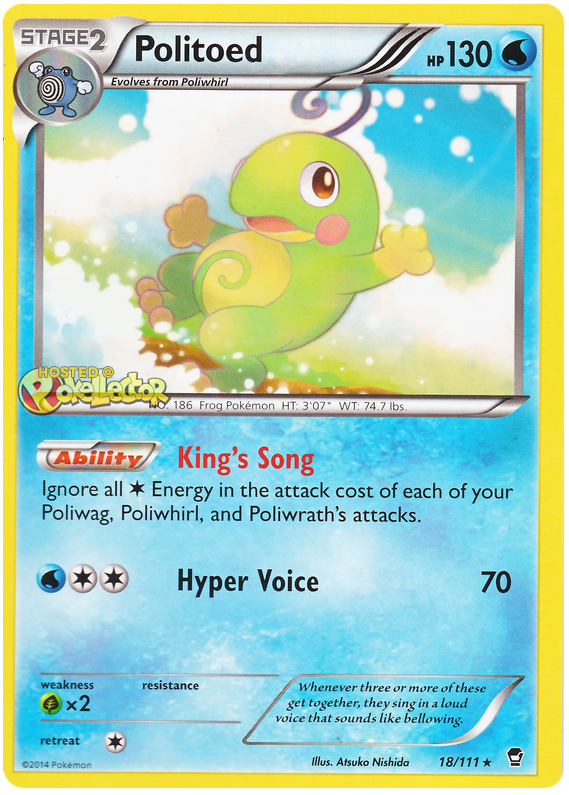 STAGE2
Politoed
HP130
Evolves from Poliwhirl
HOSTED @
Pokellector
NO. 186 Frog Pokémon HT: 3'07" WT: 74.7 lbs.
Ability King's Song
Ignore all Energy in the attack cost of each of your
Poliwag, Poliwhirl, and Poliwrath's attacks.
Hyper Voice 70
weakness resistance
×2
Whenever three or more of these
get together, they sing in a loud
voice that sounds like bellowing.
retreat
©2014 Pokémon
Illus. Atsuko Nishida
18/111 ★